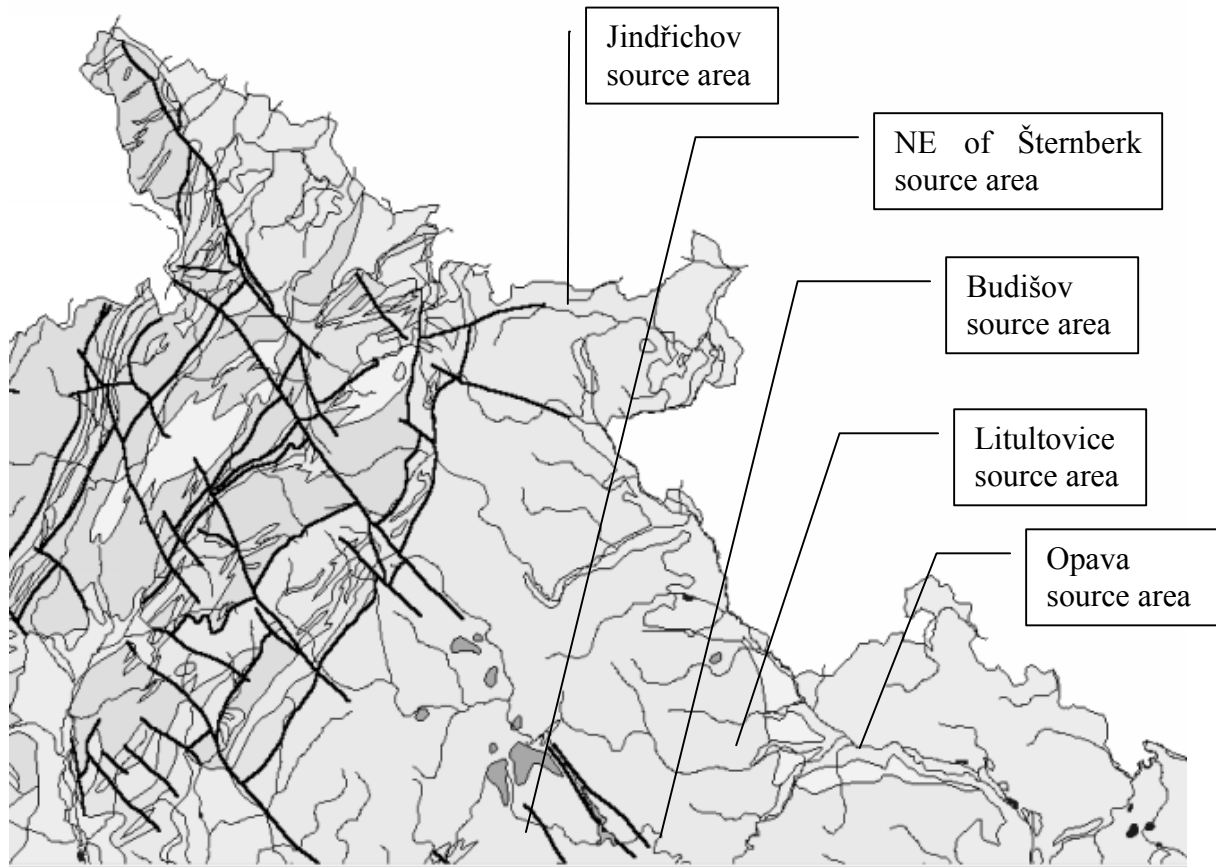 Jindřichov
source area
NE of Šternberk
source area
Budišov
source area
Litultovice
source area
Opava
source area